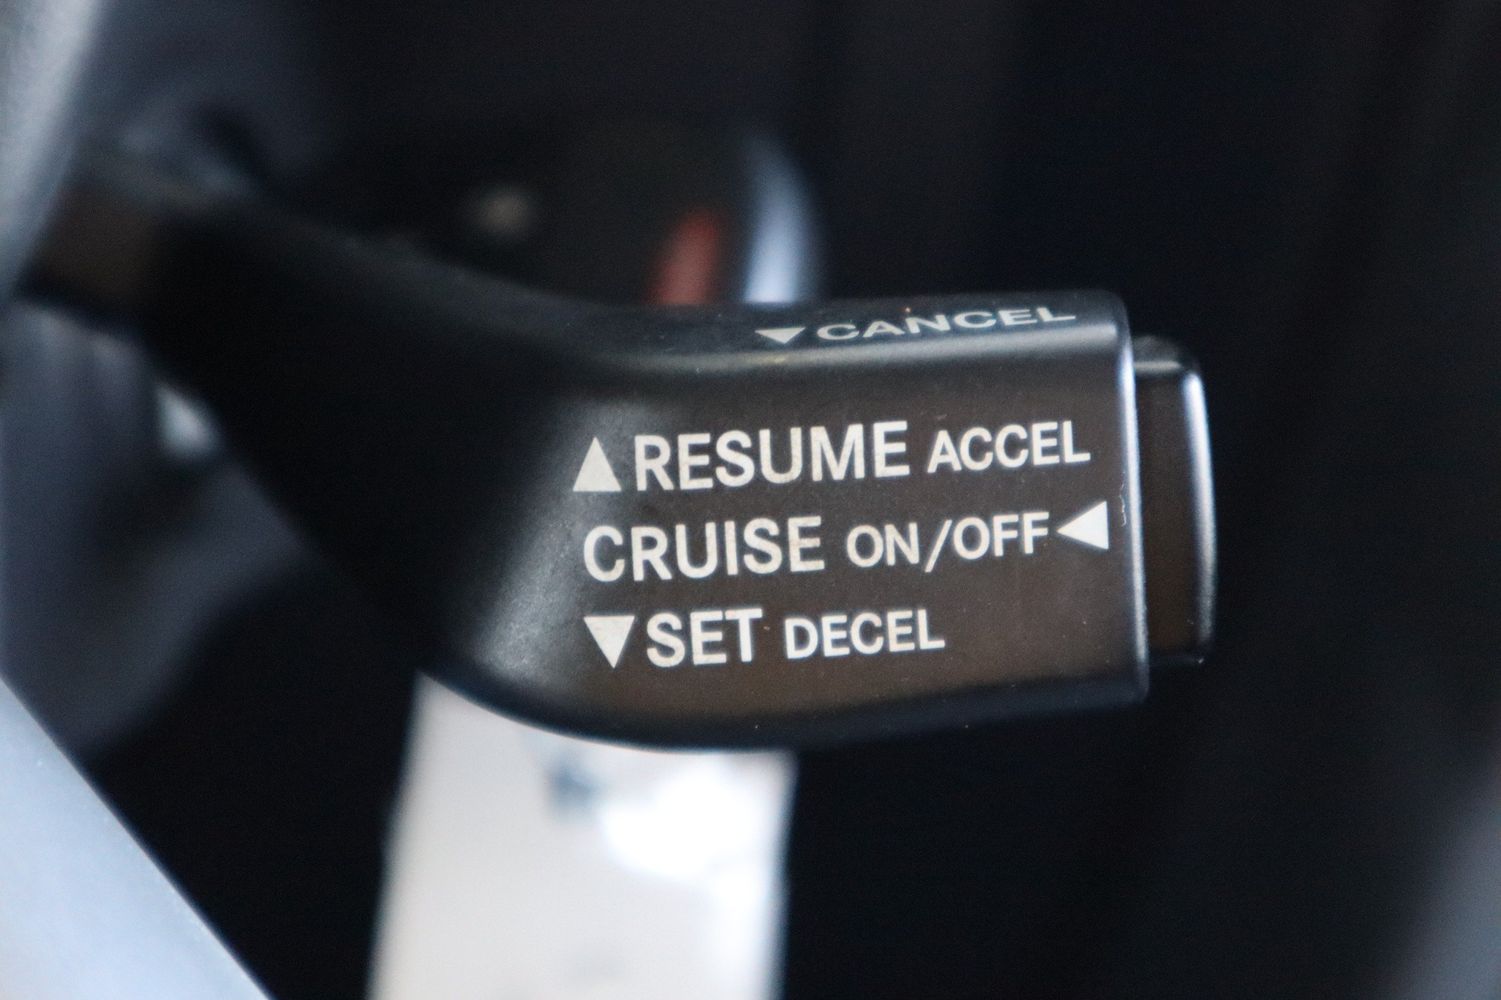 ▼CANCEL
▲RESUME ACCEL
CRUISE ON/OFF◀
▼SET DECEL